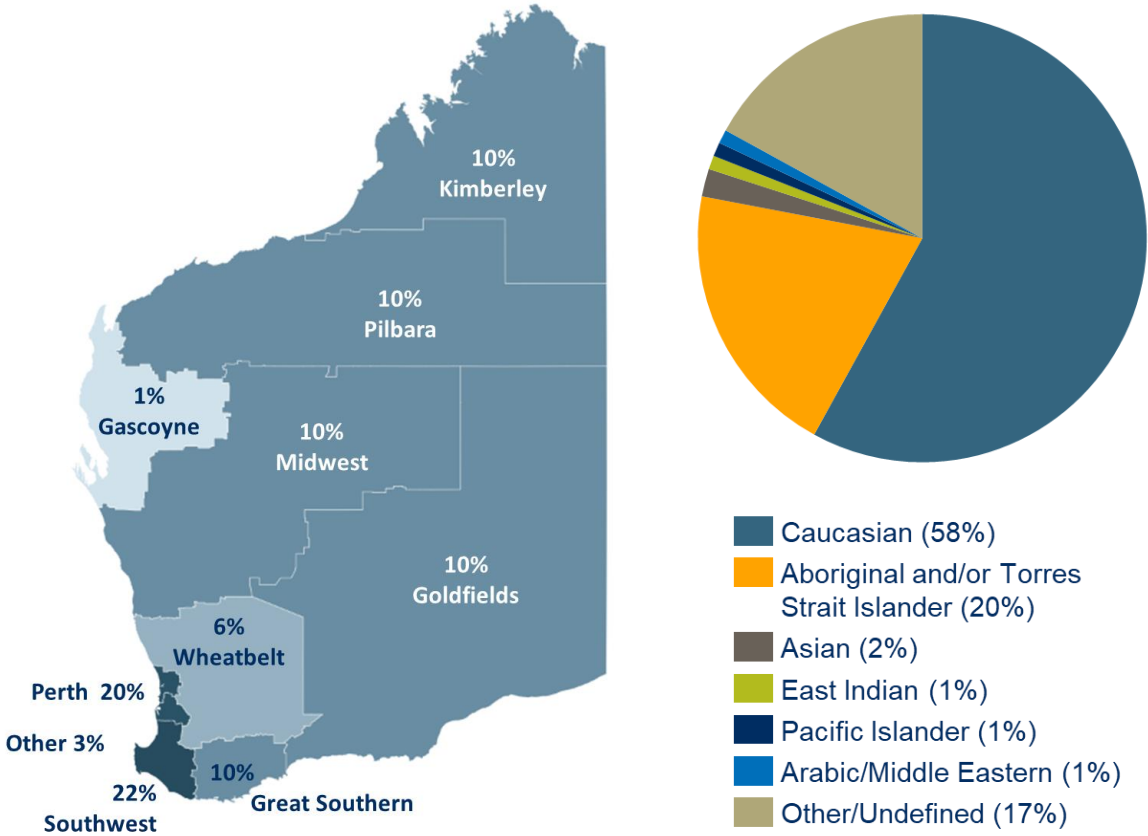 10%
Kimberley
10%
Pilbara
1%
Gascoyne
10%
Midwest
10%
Goldfields
6%
Wheatbelt
Perth 20%
Other 3%
10%
22%
Southwest
Great Southern
Caucasian (58%)
Aboriginal and/or Torres
Strait Islander (20%)
Asian (2%)
East Indian (1%)
Pacific Islander (1%)
Arabic/Middle Eastern (1%)
Other/Undefined (17%)